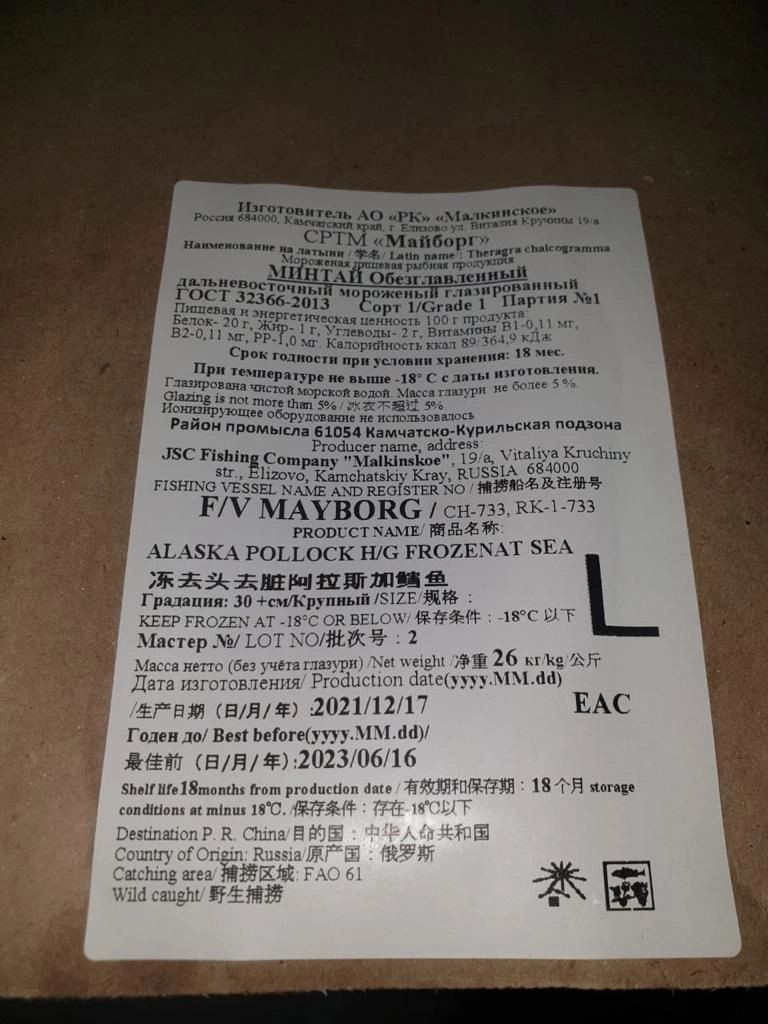 Изготовитель АО «РК» «Малкинское»
Россия 684000, Камчатский край, г. Елизово ул. Виталия Кручины 19/а
СРТМ «Майборг»
Наименование на латыни / 学名 / Latin name/: Theragra chalcogramma
Мороженая пищевая рыбная продукция
МИНТАЙ Обезглавленный
дальневосточный мороженый глазированный
ГОСТ 32366-2013 Сорт 1/Grade 1 Партия №1
Пищевая и энергетическая ценность 100 г продукта:
Белок- 20 г, Жир- 1 г, Углеводы- 2 г, Витамины В1-0,11 мг,
В2-0,11 мг, РР-1,0 мг. Калорийность ккал 89/364,9 кДж
Срок годности при условии хранения: 18 мес.
При температуре не выше -18° С с даты изготовления.
Глазирована чистой морской водой. Масса глазури не более 5 %.
Glazing is not more than 5% / 冰衣不超过 5%
Ионизирующее оборудование не использовалось
Район промысла 61054 Камчатско-Курильская подзона
Producer name, address:
JSC Fishing Company "Malkinskoe", 19/a, Vitaliya Kruchiny
str., Elizovo, Kamchatskiy Kray, RUSSIA 684000
FISHING VESSEL NAME AND REGISTER NO / 捕捞船名及注册号
F/V MAYBORG / CH-733, RK-1-733
PRODUCT NAME/ 商品名称:
ALASKA POLLOCK H/G FROZENAT SEA
冻去头去脏阿拉斯加鳕鱼
Градация: 30 +см/Крупный /SIZE/规格 :
L
KEEP FROZEN AT -18°C OR BELOW/ 保存条件 : -18°C 以下
Мастер №/ LOT NO/批次号 : 2
Масса нетто (без учёта глазури) /Net weight /净重 26 кг/kg/公斤
Дата изготовления/ Production date(yyyy.MM.dd)
/生产日期 (日/月/年) :2021/12/17
EAC
Годен до/ Best before(yyyy.MM.dd)/
最佳前 (日/月/年):2023/06/16
Shelf life 18months from production date / 有效期和保存期 : 18 个月 storage
conditions at minus 18℃. /保存条件 : 存在-18℃以下
Destination P. R. China/目的国 : 中华人命共和国
Country of Origin: Russia/原产国 : 俄罗斯
Catching area/ 捕捞区域: FAO 61
Wild caught/ 野生捕捞